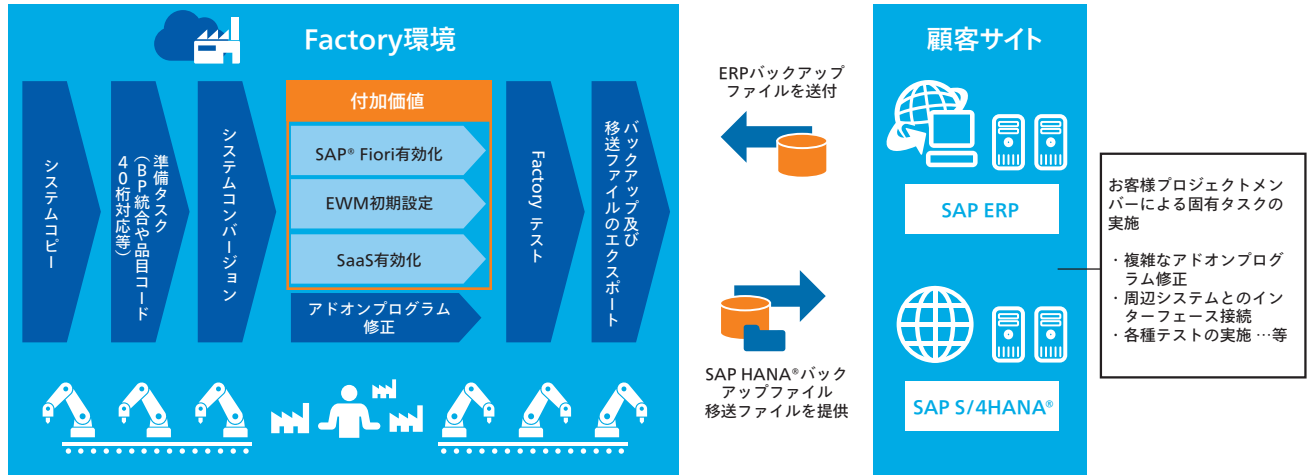 Factory環境
システムコピー
準備タスク
（BP統合や品目コード
40桁対応等）
システムコンバージョン
付加価値
SAP® Fiori有効化
EWM初期設定
SaaS有効化
アドオンプログラム
修正
Factory テスト
バックアップ及び
移送ファイルのエクスポート
ERPバックアップ
ファイルを送付
SAP HANA®バック
アップファイル
移送ファイルを提供
顧客サイト
SAP ERP
SAP S/4HANA®
お客様プロジェクトメン
バーによる固有タスクの
実施
・複雑なアドオンプログ
ラム修正
・周辺システムとのイン
ターフェース接続
・各種テストの実施 …等